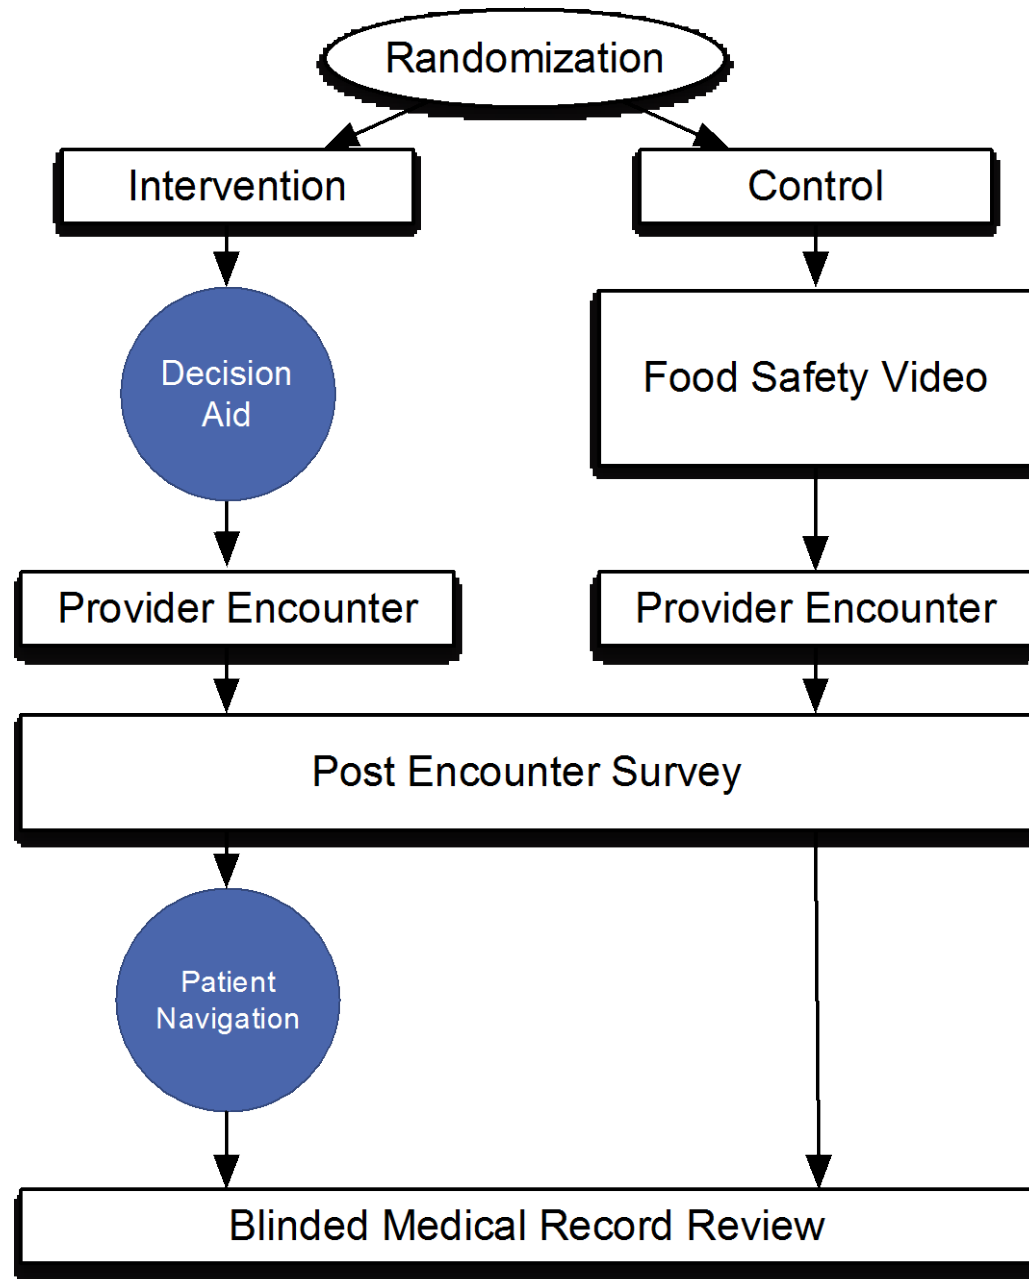 Randomization
Intervention
Control
Decision
Aid
Food Safety Video
Provider Encounter
Provider Encounter
Post Encounter Survey
Patient
Navigation
Blinded Medical Record Review